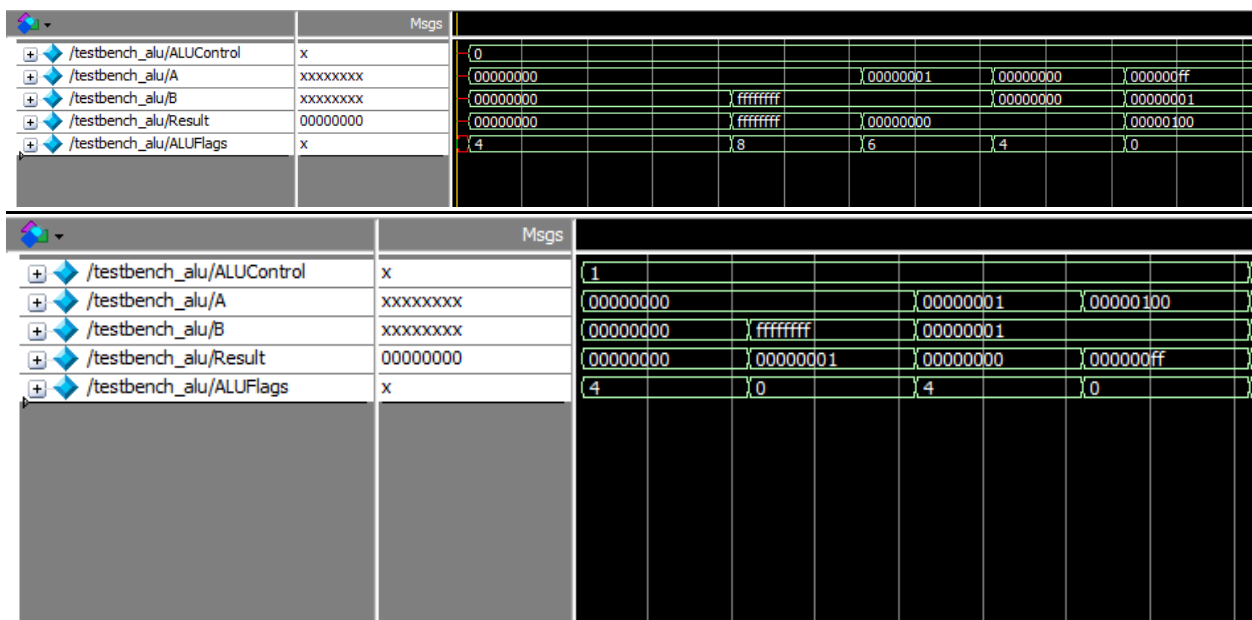 Msgs
/testbench_alu/ALUControl x 0
/testbench_alu/A xxxxxxxx 00000000 00000001 00000000 000000ff
/testbench_alu/B xxxxxxxx 00000000 ffffffff 00000000 00000001
/testbench_alu/Result 00000000 00000000 ffffffff 00000000 00000100
/testbench_alu/ALUFlags x 4 8 6 4 0
Msgs
/testbench_alu/ALUControl x 1
/testbench_alu/A xxxxxxxx 00000000 00000001 00000100
/testbench_alu/B xxxxxxxx 00000000 ffffffff 00000001
/testbench_alu/Result 00000000 00000000 00000001 00000000 000000ff
/testbench_alu/ALUFlags x 4 0 4 0